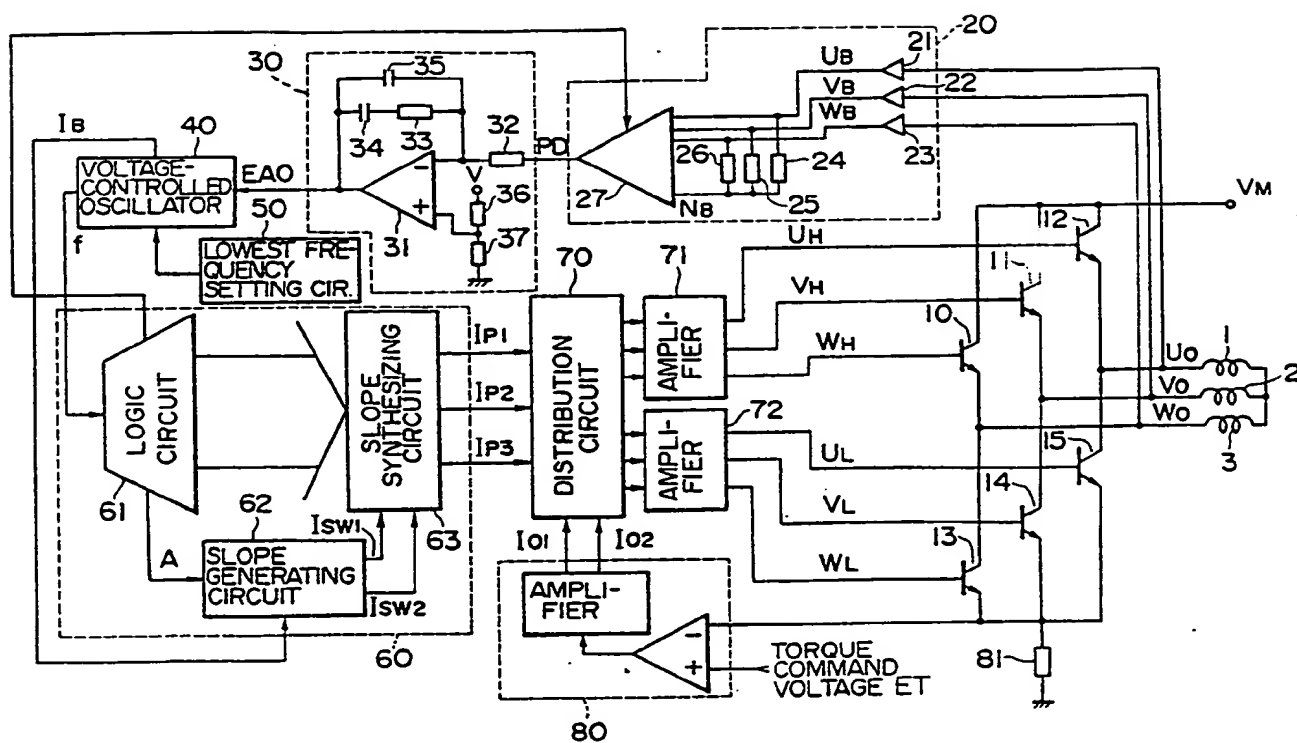 20
21
UB
22
VB
WB
23
30
35
34
33
32
PD
26
24
27
25
NB
IB
40
VOLTAGE-
CONTROLLED
OSCILLATOR
EAO
V
36
31
37
f
50
LOWEST FRE-
QUENCY
SETTING CIR.
VM
12
UH
11
VH
10
WH
70
71
AMPLI-
FIER
1
UO
2
VO
WO
3
LOGIC
CIRCUIT
61
SLOPE
SYNTHESIZING
CIRCUIT
63
IP1
IP2
IP3
DISTRIBUTION
CIRCUIT
72
AMPLI-
FIER
UL
15
VL
14
WL
13
A
62
SLOPE
GENERATING
CIRCUIT
ISW1
ISW2
60
IO1
IO2
AMPLI-
FIER
TORQUE
COMMAND
VOLTAGE ET
81
80
-
+
-
+